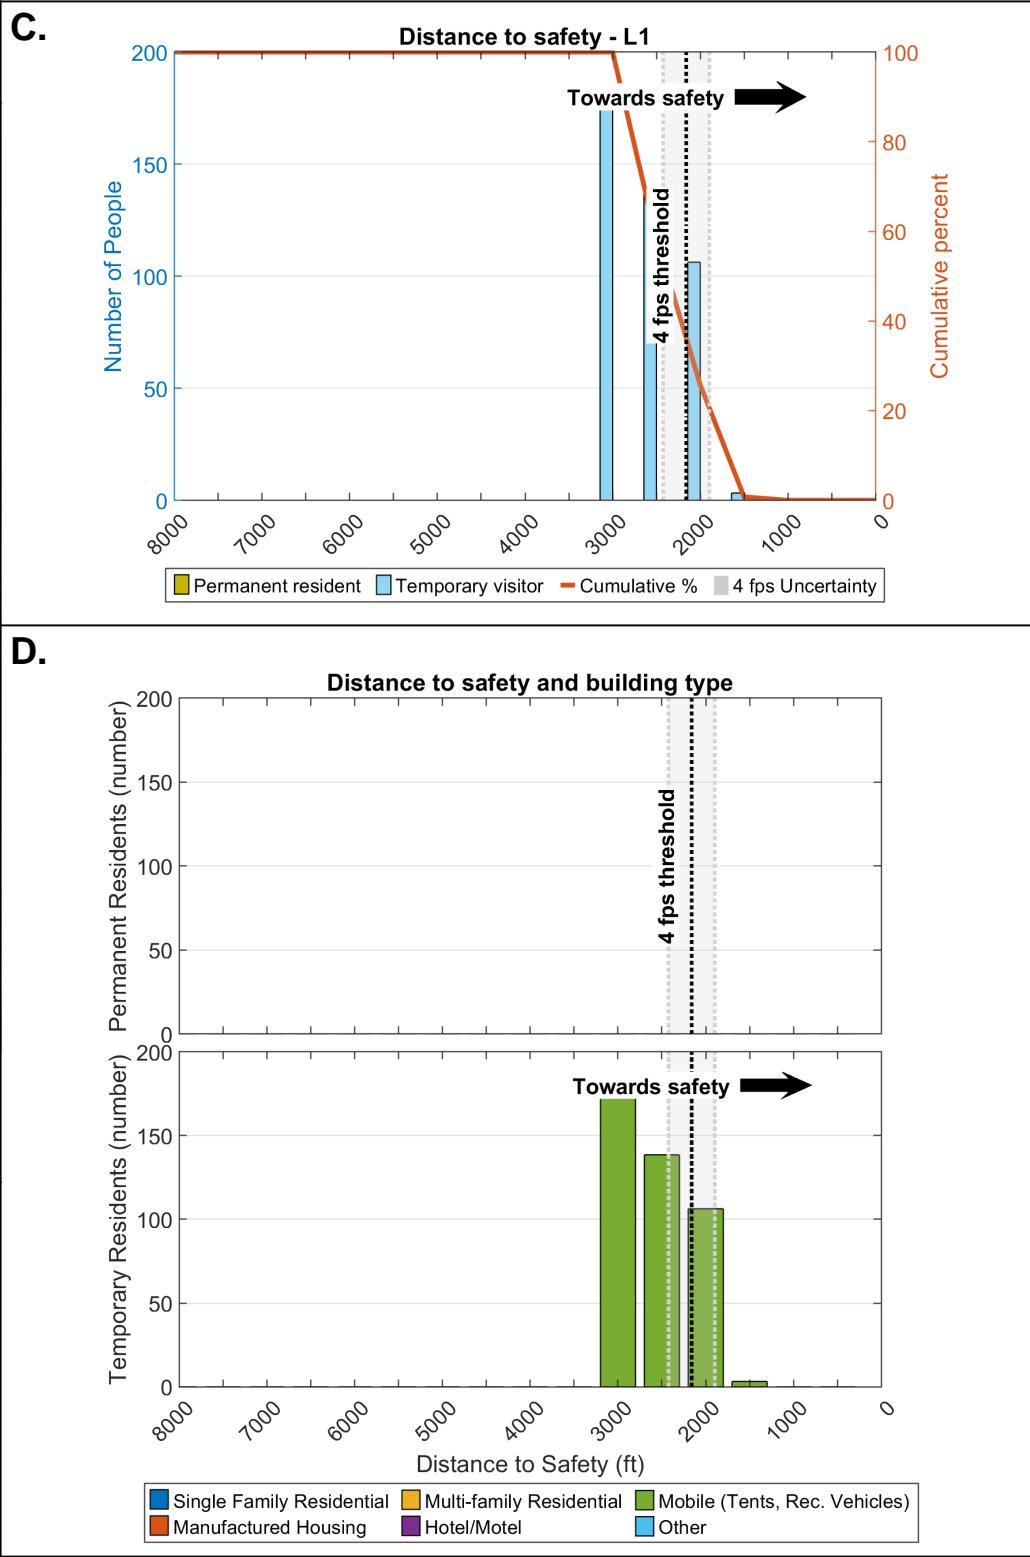 C.
Distance to safety - L1
200
100
Towards safety
150
80
60
100
40
50
20
0
0
Number of People
4 fps threshold
Cumulative percent
8000
7000
6000
5000
4000
3000
2000
1000
0
Permanent resident
Temporary visitor
Cumulative %
4 fps Uncertainty
D.
Distance to safety and building type
200
150
100
50
0
Permanent Residents (number)
4 fps threshold
200
Towards safety
150
100
50
0
Temporary Residents (number)
8000
7000
6000
5000
4000
3000
2000
1000
0
Distance to Safety (ft)
Single Family Residential
Multi-family Residential
Mobile (Tents, Rec. Vehicles)
Manufactured Housing
Hotel/Motel
Other